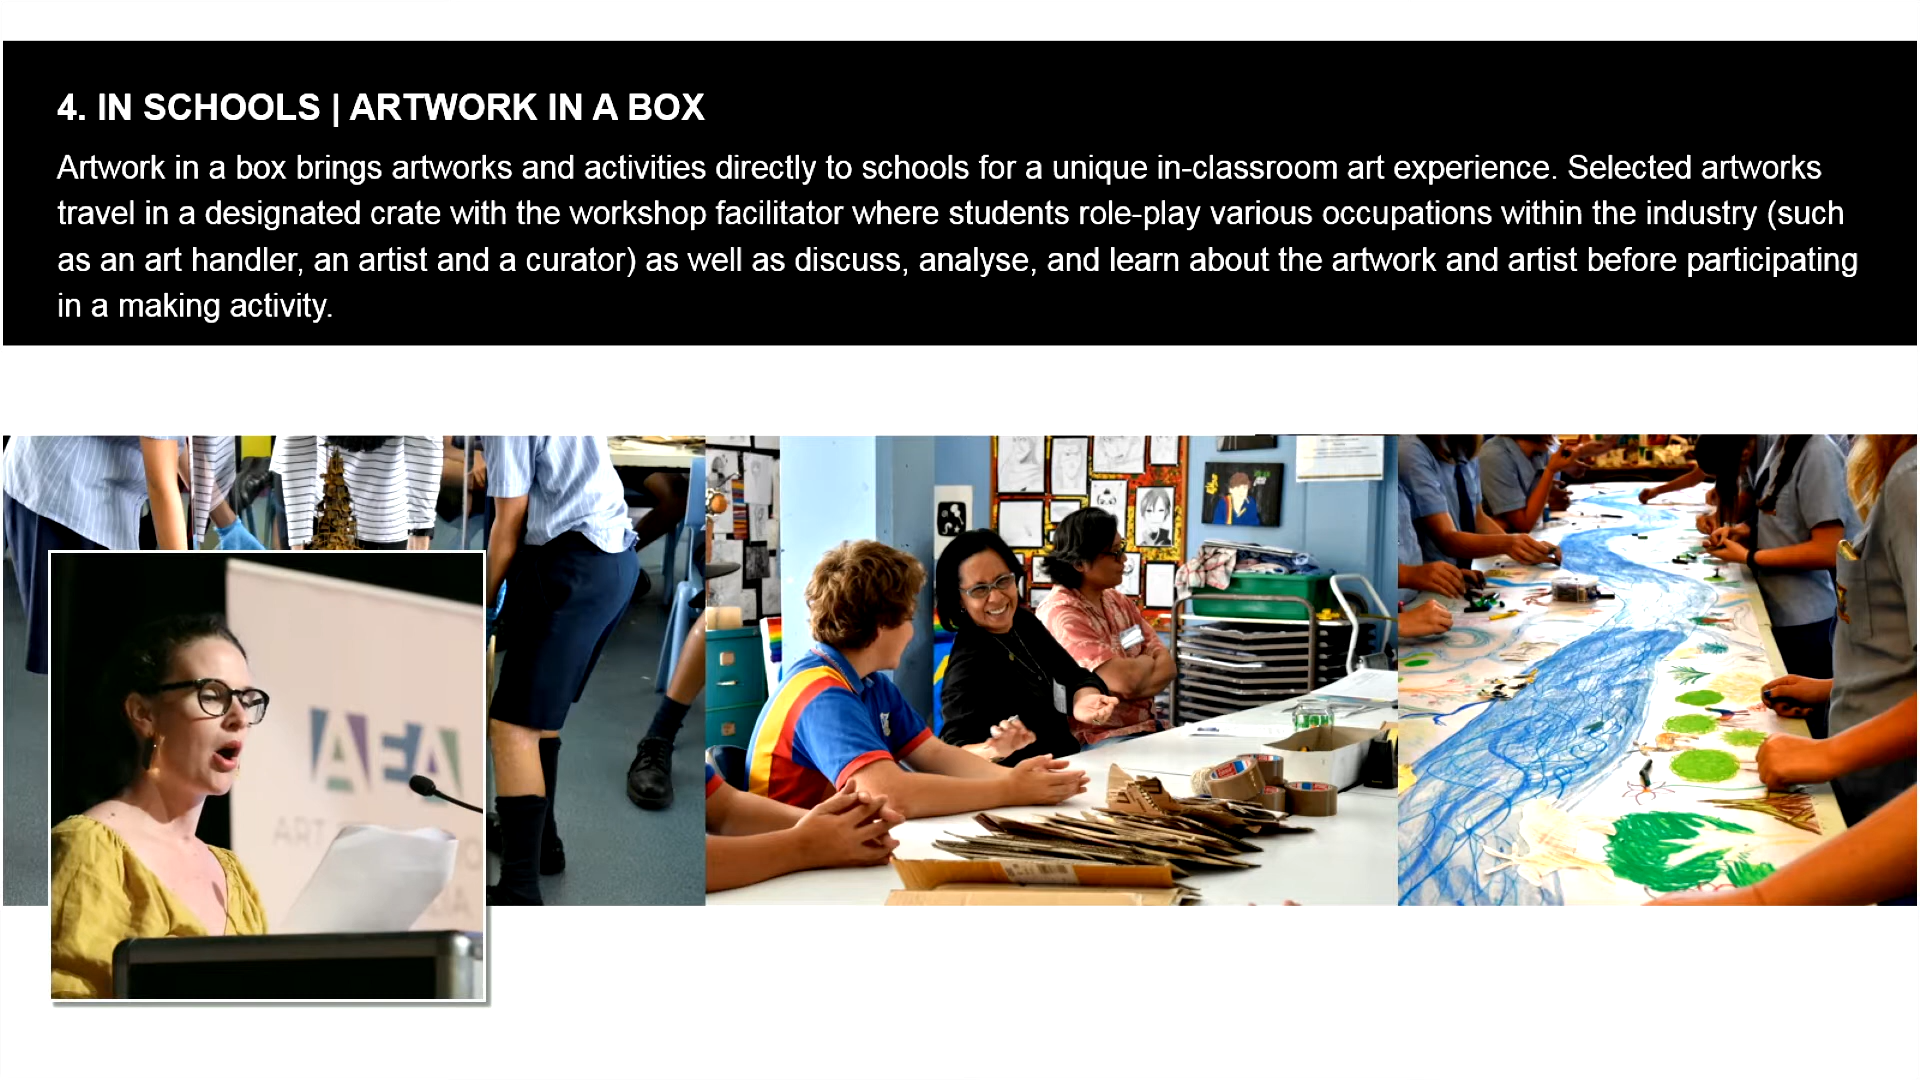 4. IN SCHOOLS | ARTWORK IN A BOX
Artwork in a box brings artworks and activities directly to schools for a unique in-classroom art experience. Selected artworks
travel in a designated crate with the workshop facilitator where students role-play various occupations within the industry (such
as an art handler, an artist and a curator) as well as discuss, analyse, and learn about the artwork and artist before participating
in a making activity.
AEA
ART